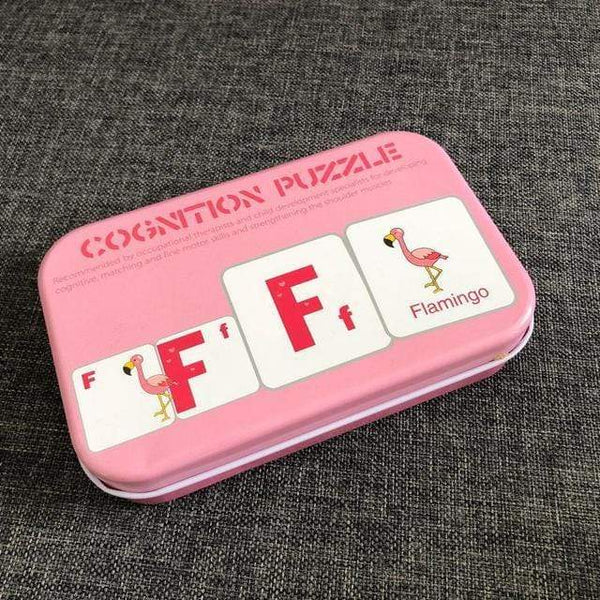 COGNITION PUZZLE
Recommended by occupational therapists and child development specialists for developing
cognitive, matching and fine motor skills and strengthening the shoulder muscles
F
F f
F f
Flamingo